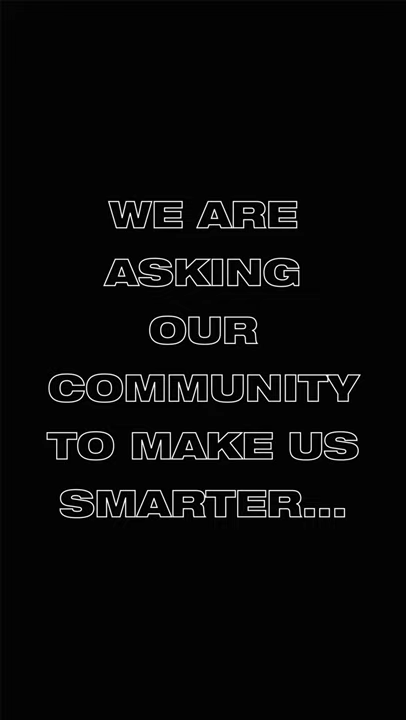 WE ARE
ASKING
OUR
COMMUNITY
TO MAKE US
SMARTER...